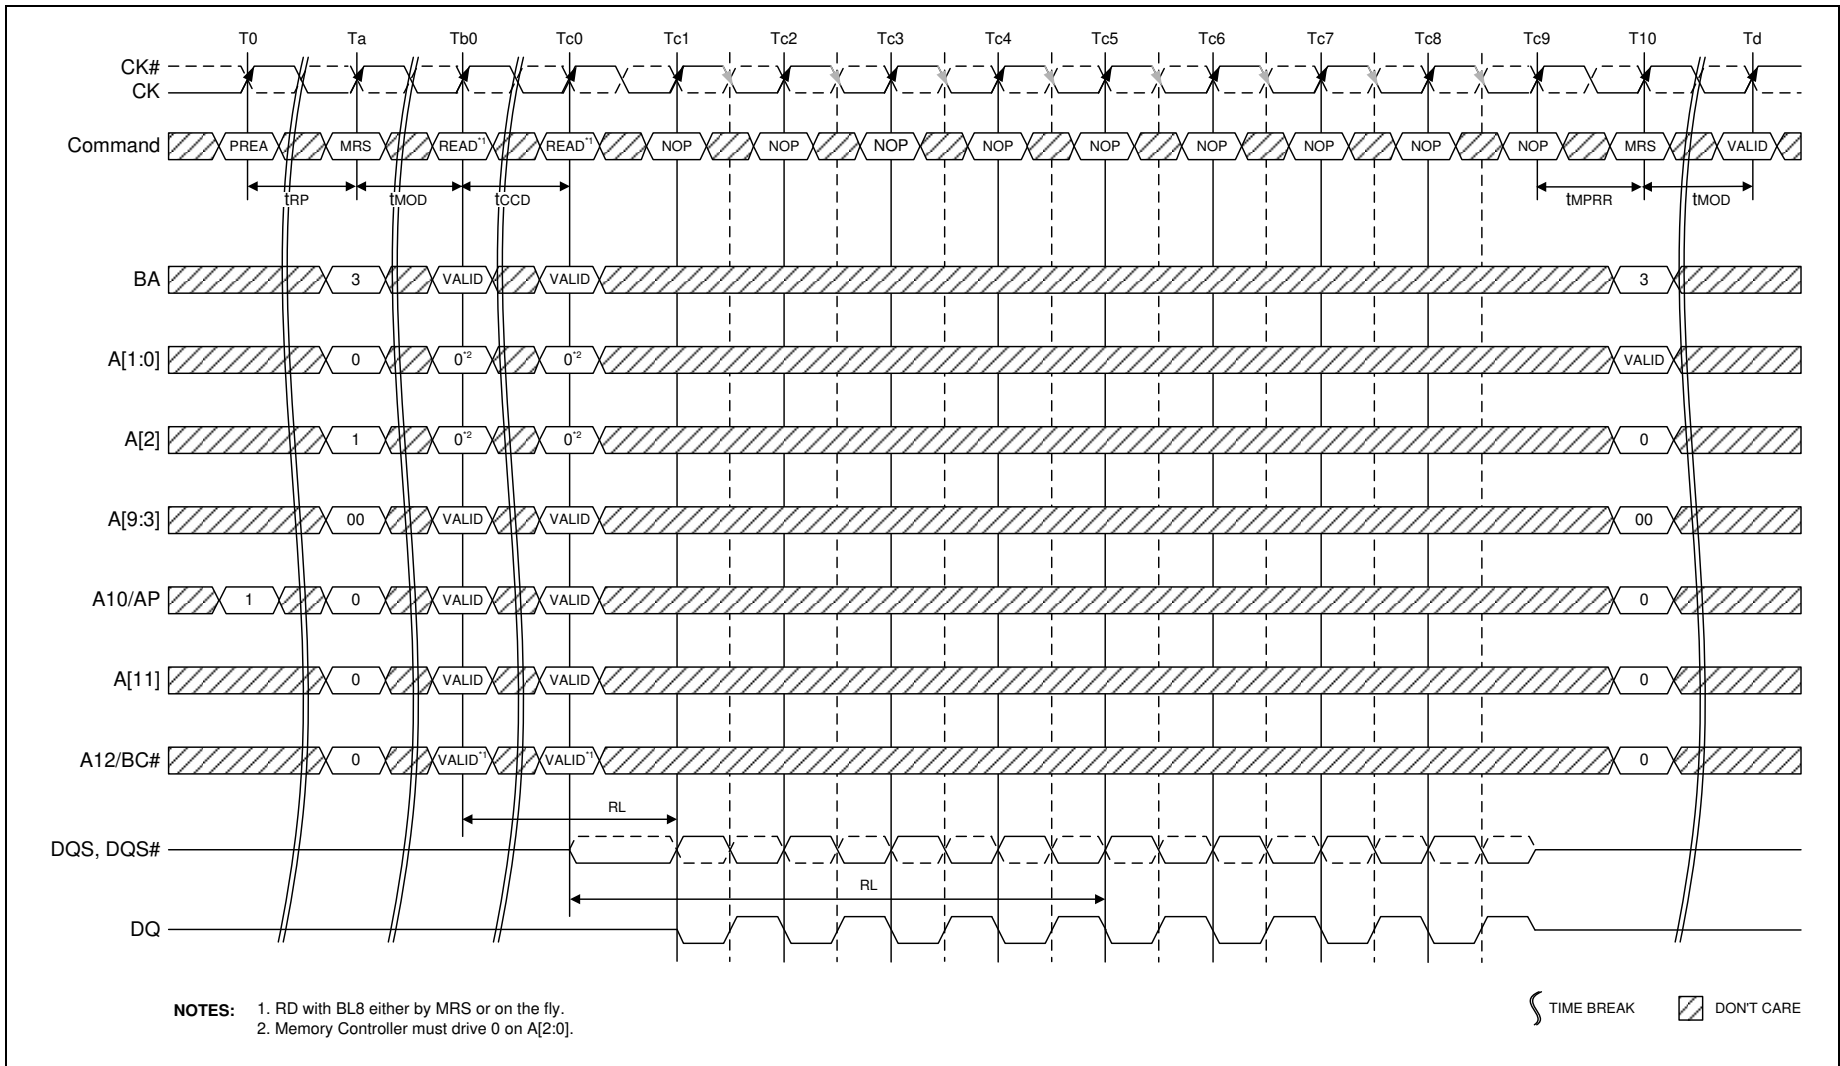 T0 Ta Tb0 Tc0 Tc1 Tc2 Tc3 Tc4 Tc5 Tc6 Tc7 Tc8 Tc9 T10 Td
CK#
CK
Command PREA MRS READ*1 READ*1 NOP NOP NOP NOP NOP NOP NOP NOP NOP MRS VALID
tRP tMOD tCCD tMPRR tMOD
BA 3 VALID VALID 3
A[1:0] 0 0*2 0*2 VALID
A[2] 1 0*2 0*2 0
A[9:3] 00 VALID VALID 00
A10/AP 1 0 VALID VALID 0
A[11] 0 VALID VALID 0
A12/BC# 0 VALID*1 VALID*1 0
RL
DQS, DQS#
RL
DQ
NOTES: 1. RD with BL8 either by MRS or on the fly.
2. Memory Controller must drive 0 on A[2:0].
TIME BREAK DON'T CARE